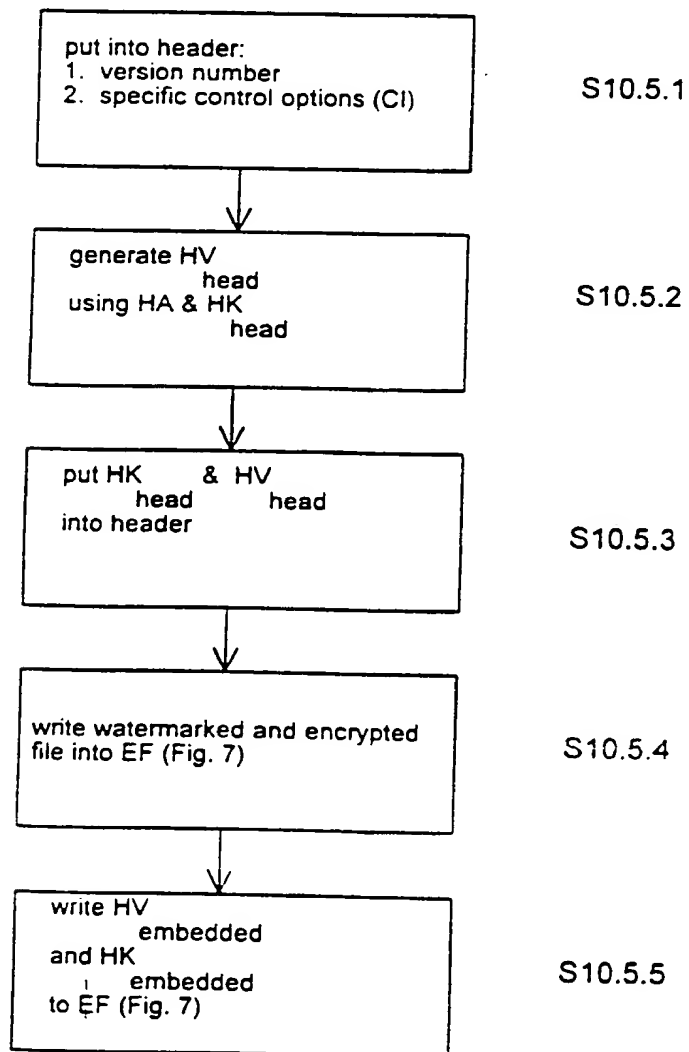 put into header:
1. version number
2. specific control options (CI)
S10.5.1
generate HV
head
using HA & HK
head
S10.5.2
put HK & HV
head head
into header
S10.5.3
write watermarked and encrypted
file into EF (Fig. 7)
S10.5.4
write HV
embedded
and HK
embedded
to EF (Fig. 7)
S10.5.5